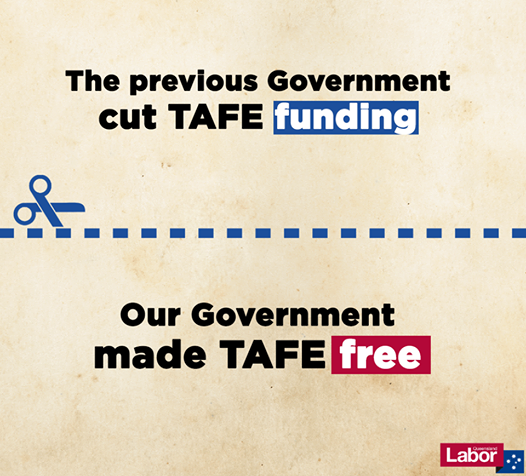 The previous Government
cut TAFE funding
Our Government
made TAFE free
Queensland
Labor